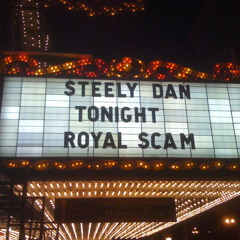 STEELY DAN
TONIGHT
ROYAL SCAM